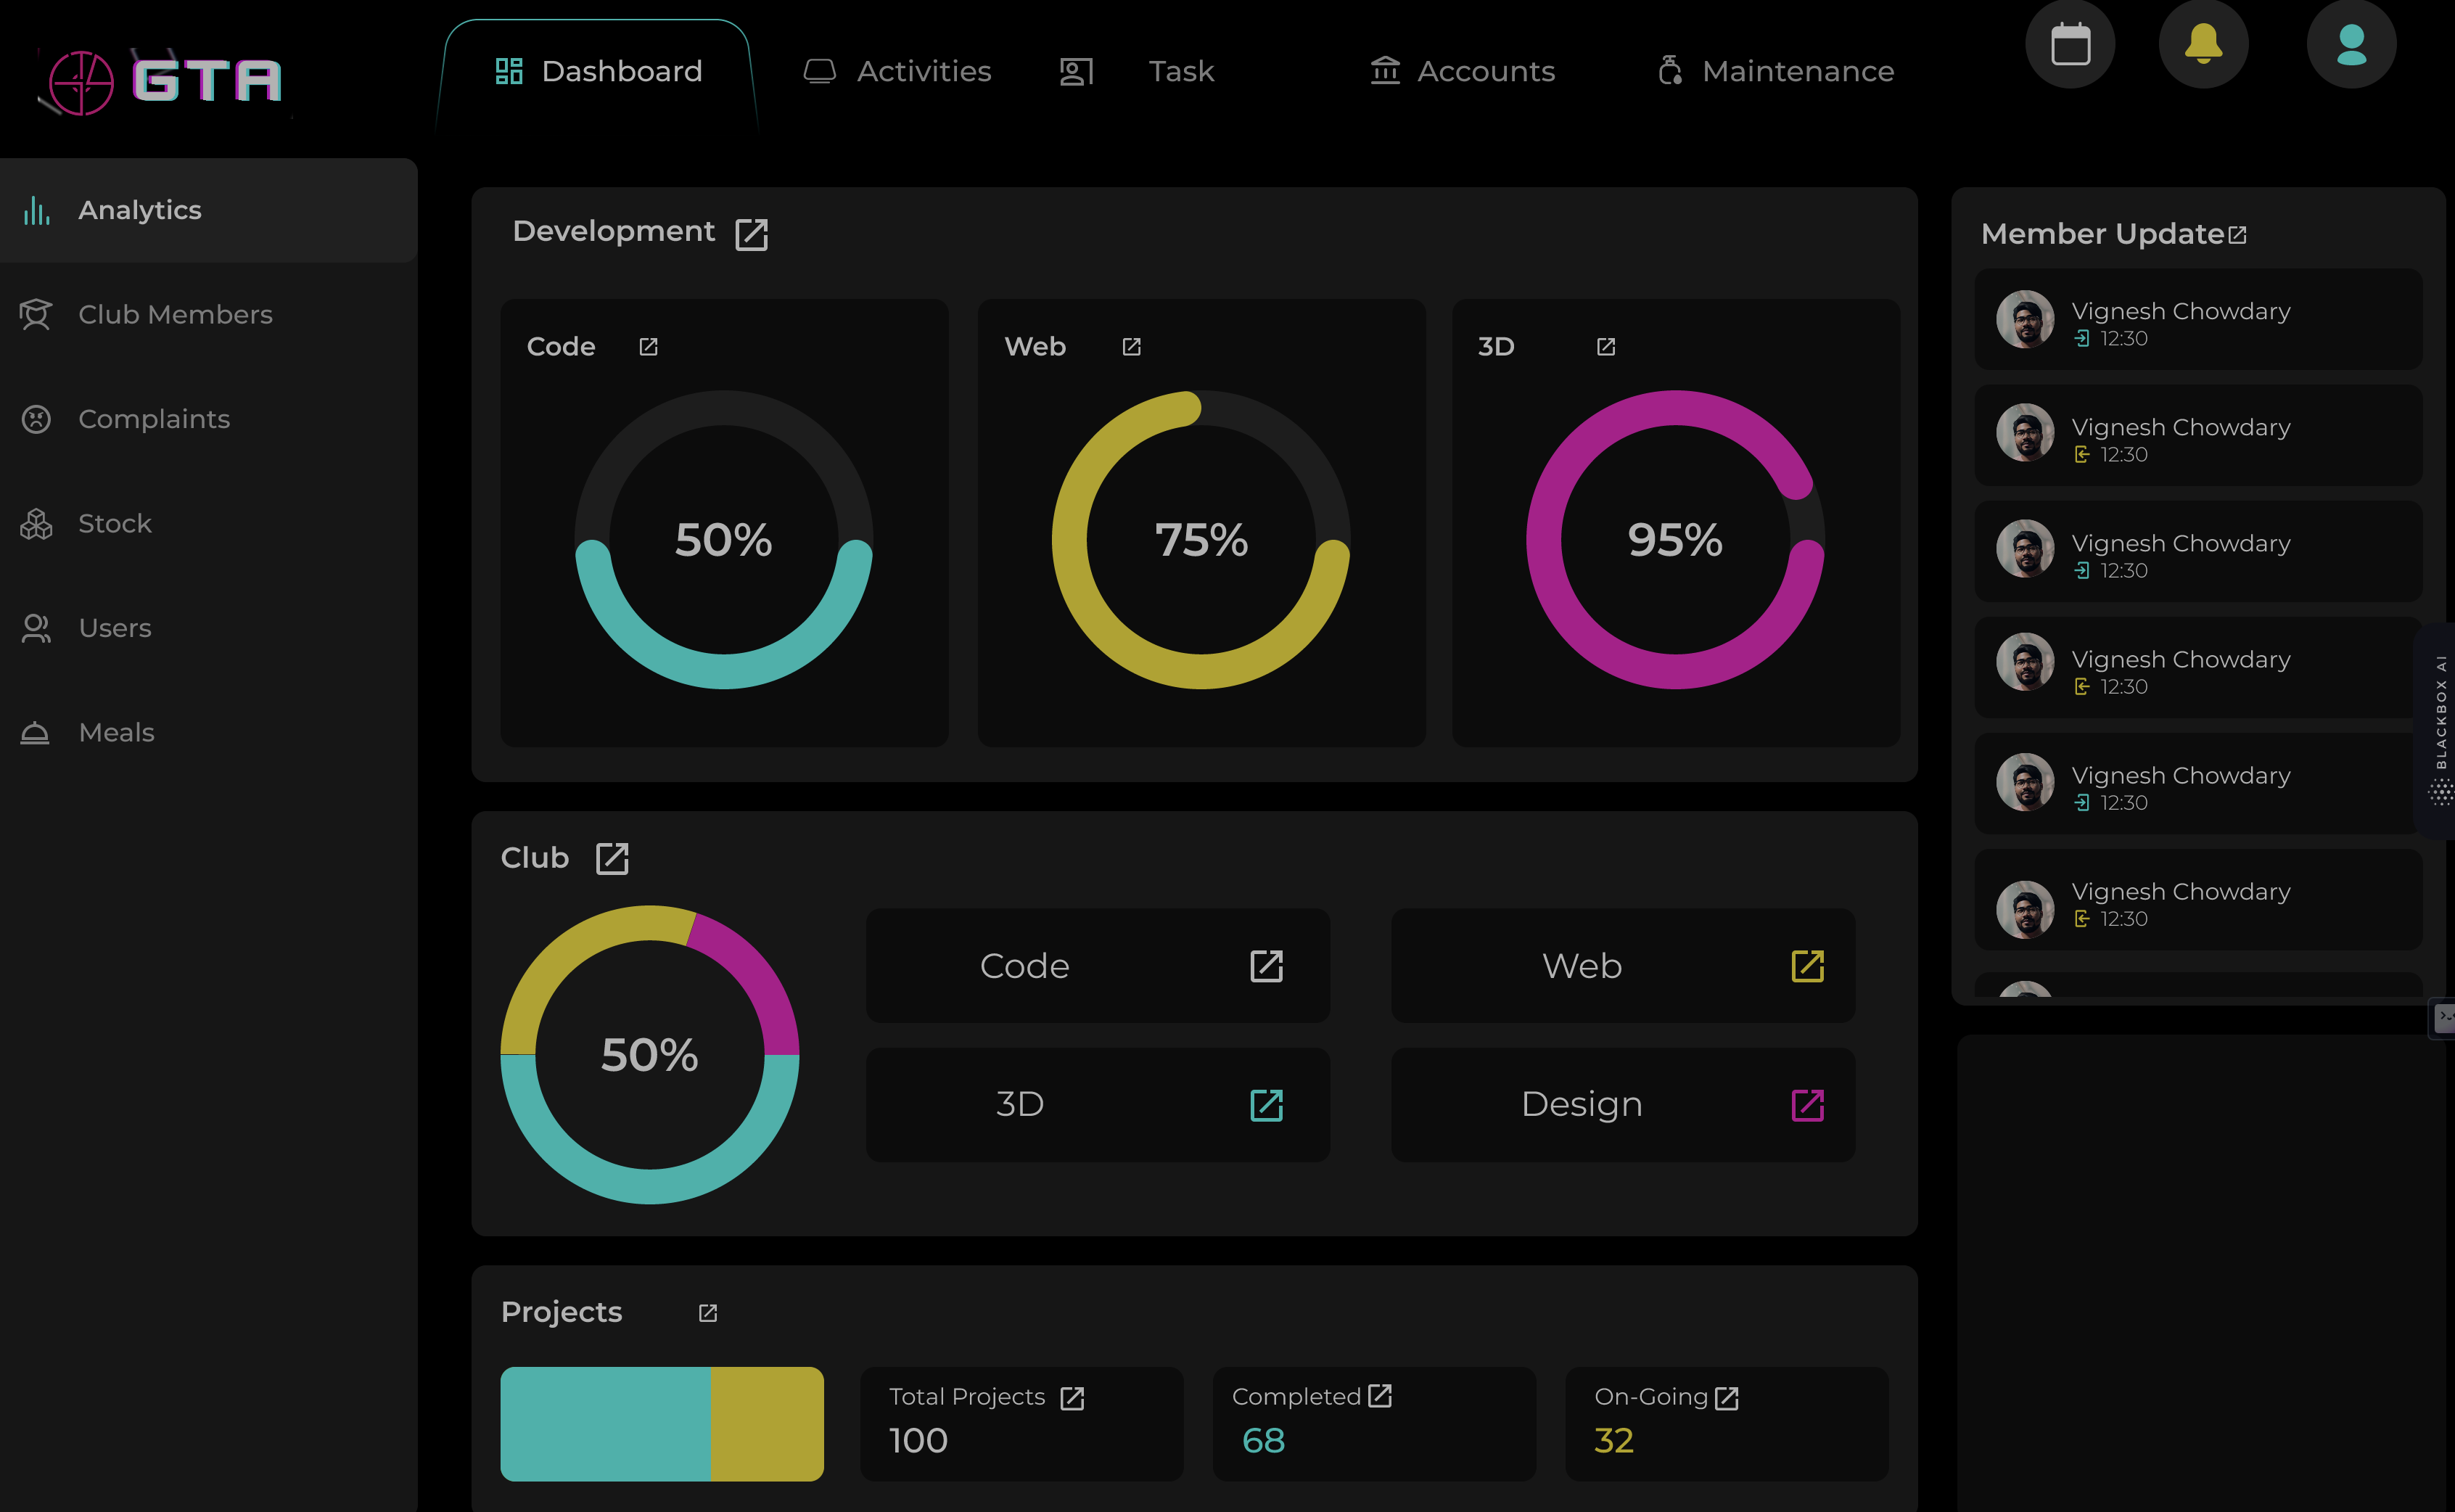 GTA
Dashboard
Activities
Task
Accounts
Maintenance
Analytics
Club Members
Complaints
Stock
Users
Meals
Development
Code
Web
3D
50%
75%
95%
Club
50%
Code
Web
3D
Design
Projects
Total Projects
100
Completed
68
On-Going
32
Member Update
Vignesh Chowdary
12:30
Vignesh Chowdary
12:30
Vignesh Chowdary
12:30
Vignesh Chowdary
12:30
Vignesh Chowdary
12:30
Vignesh Chowdary
12:30
BLACKBOX AI